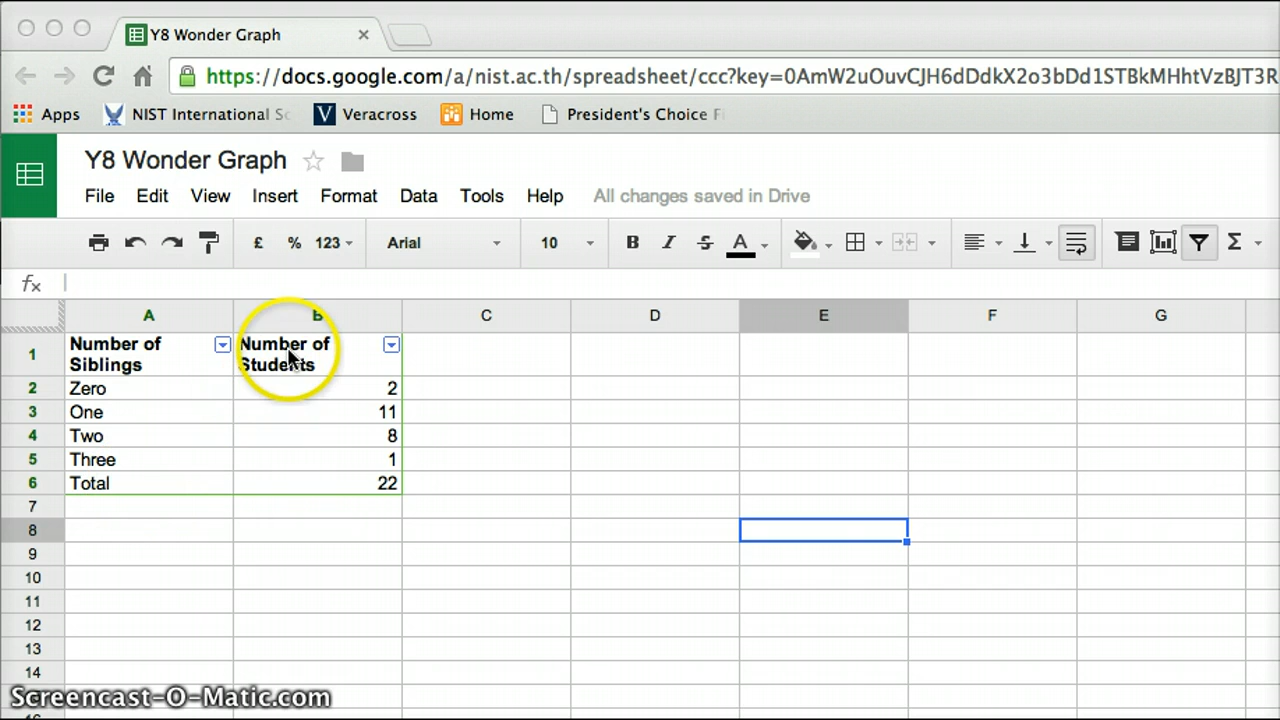 Y8 Wonder Graph
https://docs.google.com/a/nist.ac.th/spreadsheet/ccc?key=0AmW2uOuvCJH6dDdkX2o3bDd1STBkMHhtVzBJT3R
Apps NIST International Sc Veracross Home President's Choice Fi
Y8 Wonder Graph
File Edit View Insert Format Data Tools Help All changes saved in Drive
£ % 123 Arial 10 B I S A Σ
fx
A B C D E F G
1 Number of Siblings Number of Students
2 Zero 2
3 One 11
4 Two 8
5 Three 1
6 Total 22
7
8
9
10
11
12
13
14
Screencast-O-Matic.com